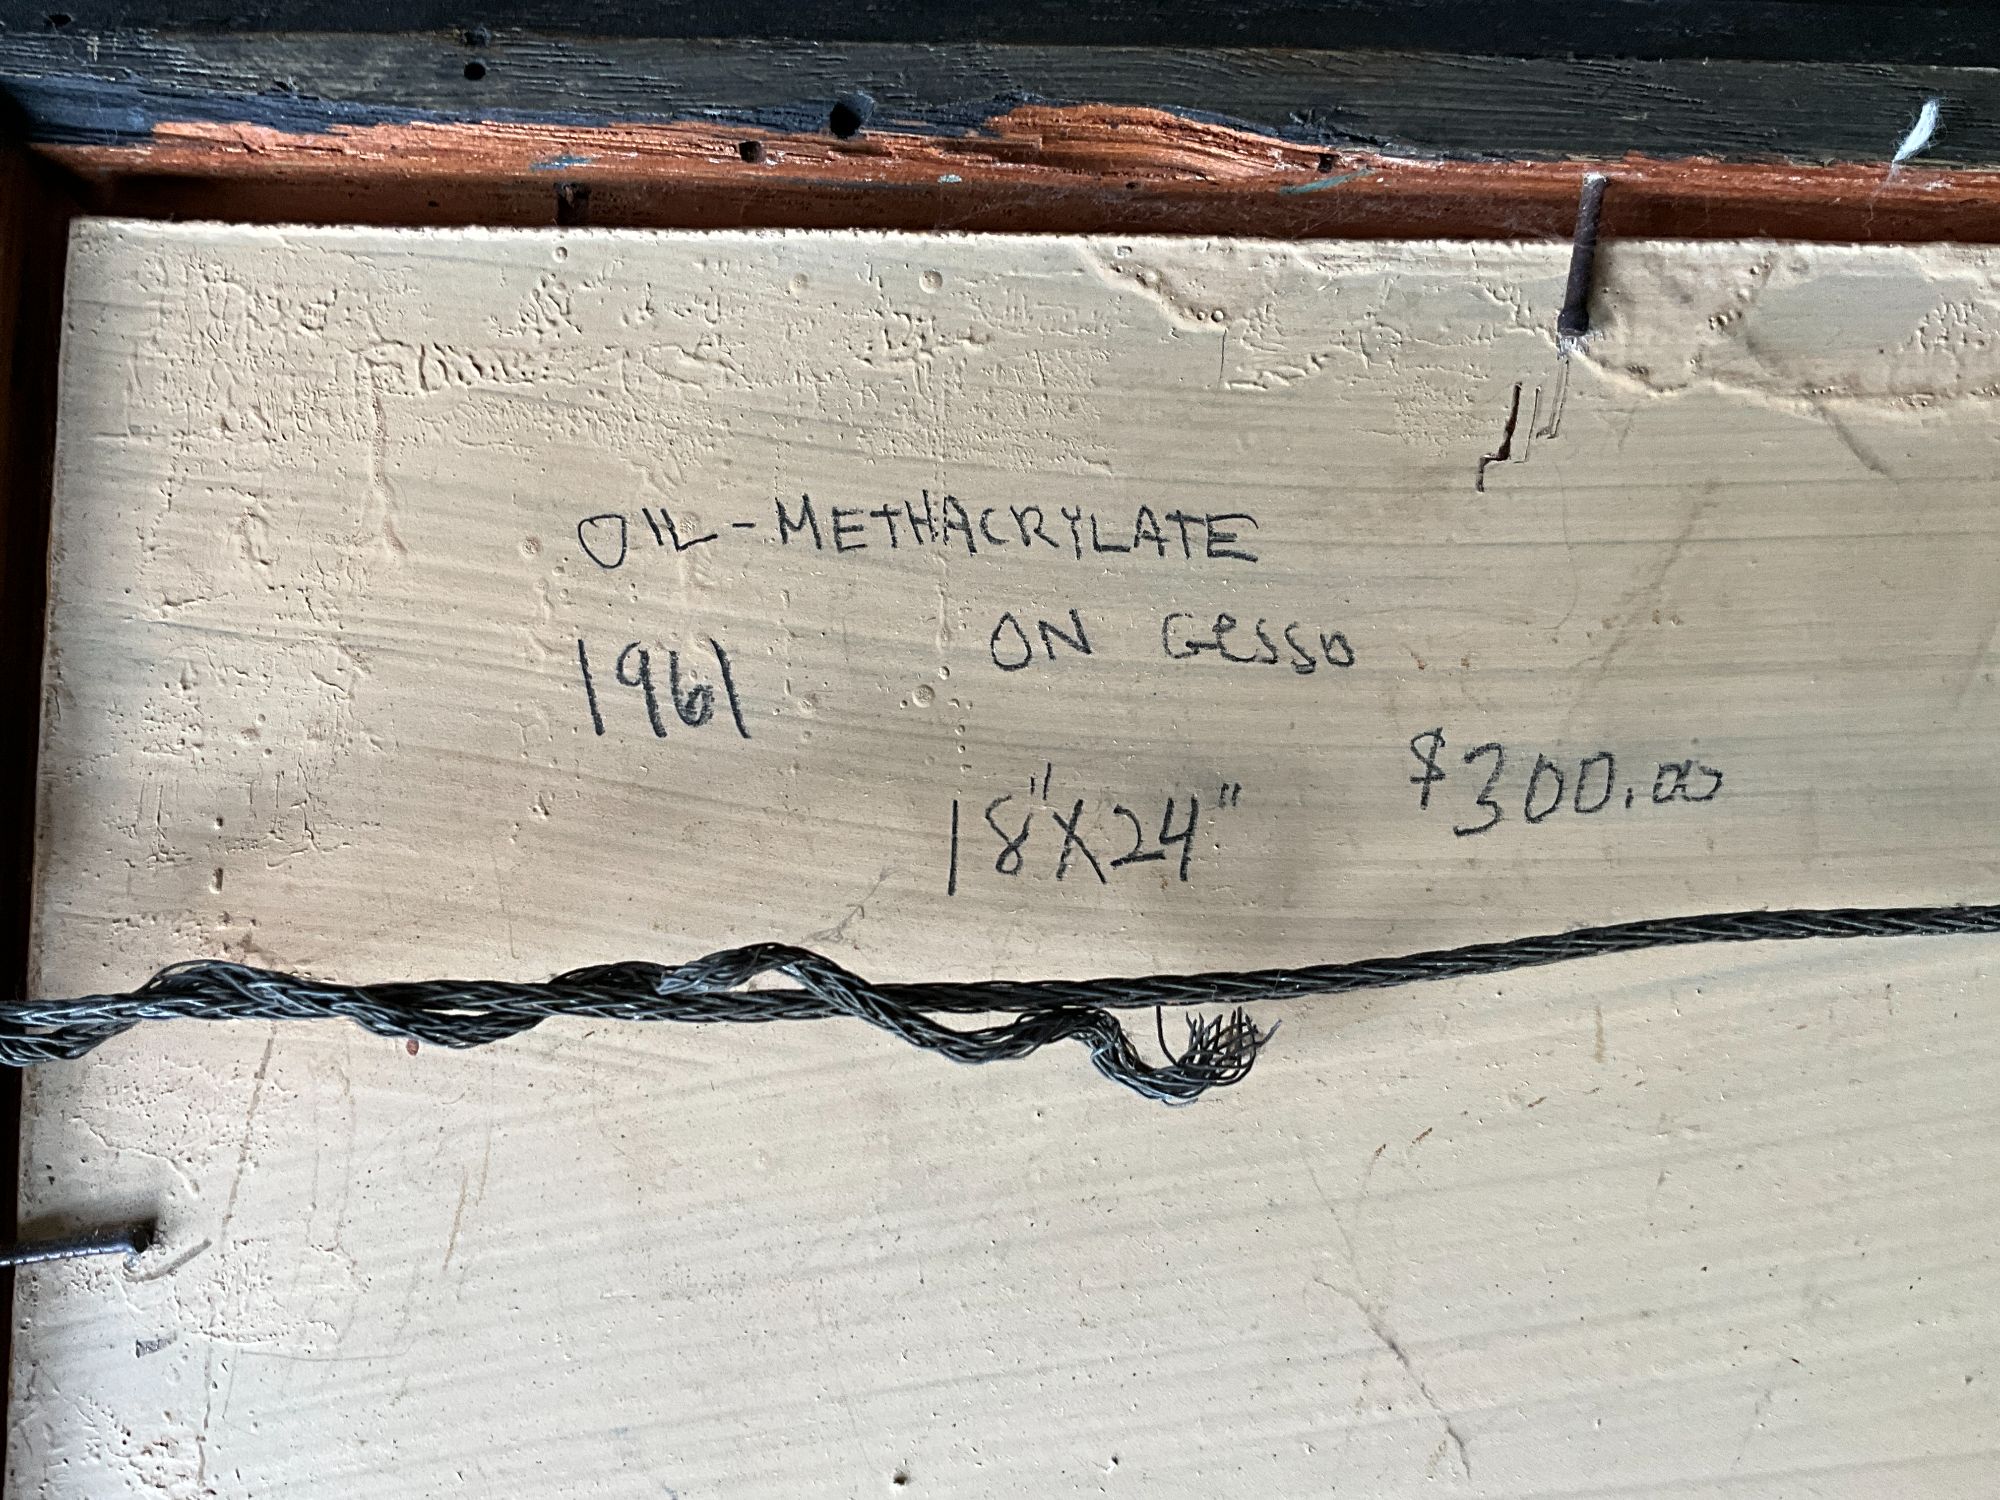 OIL-METHACRYLATE
ON Gesso
1961
18"X24"
$300.00